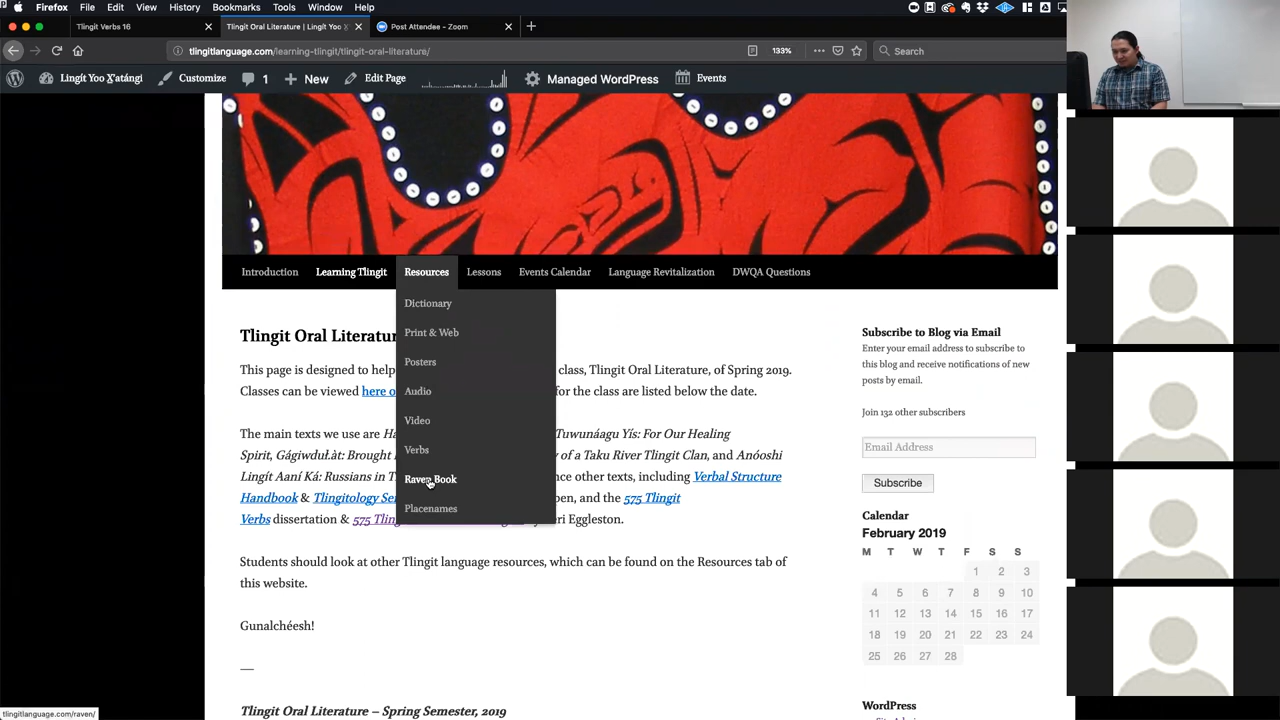 Firefox File Edit View History Bookmarks Tools Window Help
Tlingit Verbs 16
Tlingit Oral Literature | Lingít Yoo
Post Attendee - Zoom
tlingitlanguage.com/learning-tlingit/tlingit-oral-literature/
133%
Search
Lingít Yoo X̱ʼatángi
Customize
1
New
Edit Page
Managed WordPress
Events
Introduction
Learning Tlingit
Resources
Lessons
Events Calendar
Language Revitalization
DWQA Questions
Dictionary
Print & Web
Posters
Audio
Video
Verbs
Raven Book
Placenames
Tlingit Oral Literatur
This page is designed to help class, Tlingit Oral Literature, of Spring 2019.
Classes can be viewed here o for the class are listed below the date.
The main texts we use are Ha Tuwunáagu Yís: For Our Healing
Spirit, Gágiwduł.àt: Brought y of a Taku River Tlingit Clan, and Anóoshi
Lingít Aaní Ká: Russians in T nce other texts, including Verbal Structure
Handbook & Tlingitology Se pen, and the 575 Tlingit
Verbs dissertation & 575 Tling eri Eggleston.
Students should look at other Tlingit language resources, which can be found on the Resources tab of
this website.
Gunalchéesh!
—
Tlingit Oral Literature – Spring Semester, 2019
Subscribe to Blog via Email
Enter your email address to subscribe to
this blog and receive notifications of new
posts by email.
Join 132 other subscribers
Email Address
Subscribe
Calendar
February 2019
M T W T F S S
1 2 3
4 5 6 7 8 9 10
11 12 13 14 15 16 17
18 19 20 21 22 23 24
25 26 27 28
WordPress
tlingitlanguage.com/raven/